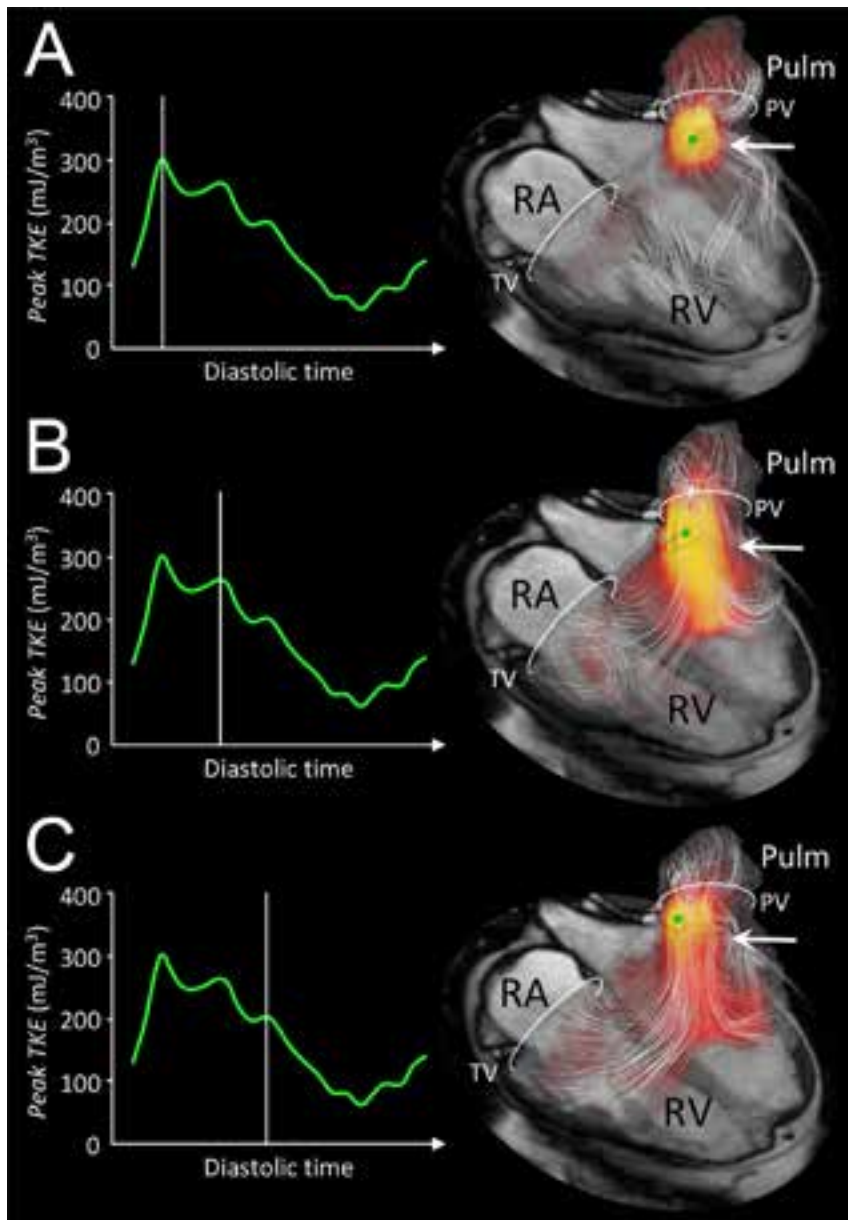 A
Peak TKE (mJ/m³)
400
300
200
100
0
Diastolic time
Pulm
PV
RA
TV
RV
B
Peak TKE (mJ/m³)
400
300
200
100
0
Diastolic time
Pulm
PV
RA
TV
RV
C
Peak TKE (mJ/m³)
400
300
200
100
0
Diastolic time
Pulm
PV
RA
TV
RV